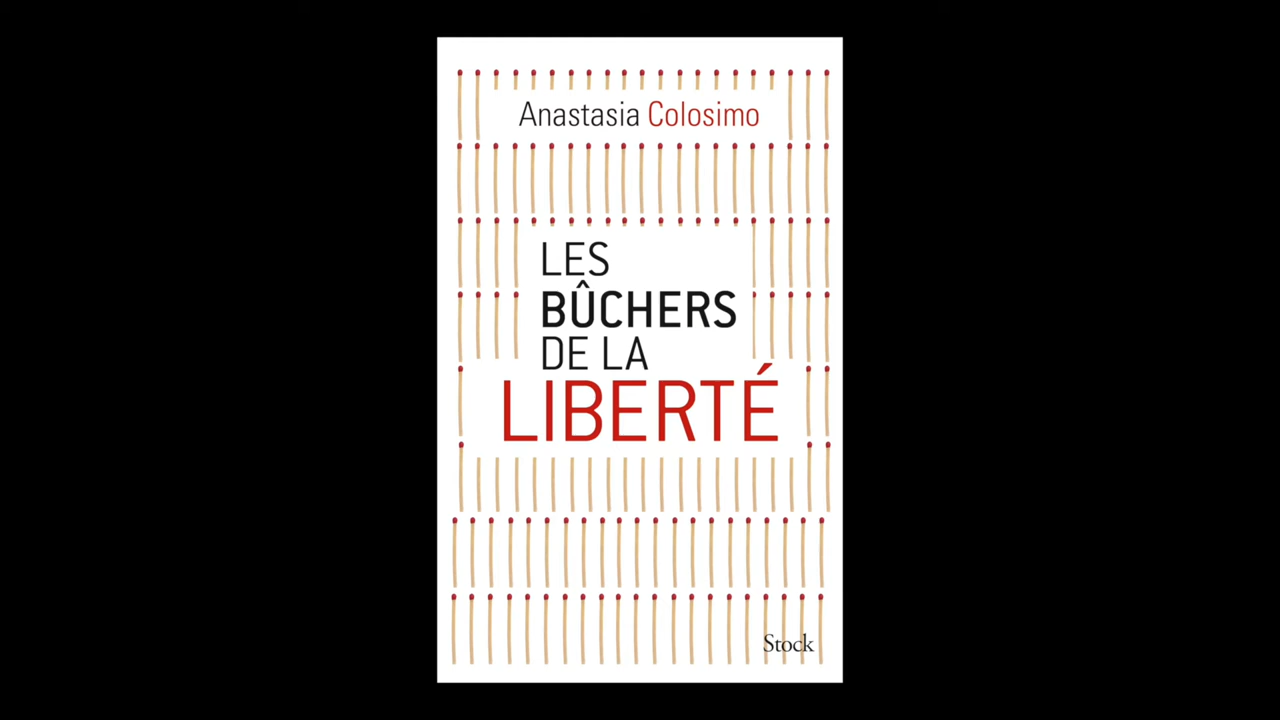 Anastasia Colosimo
LES
BÛCHERS
DE LA
LIBERTÉ
Stock